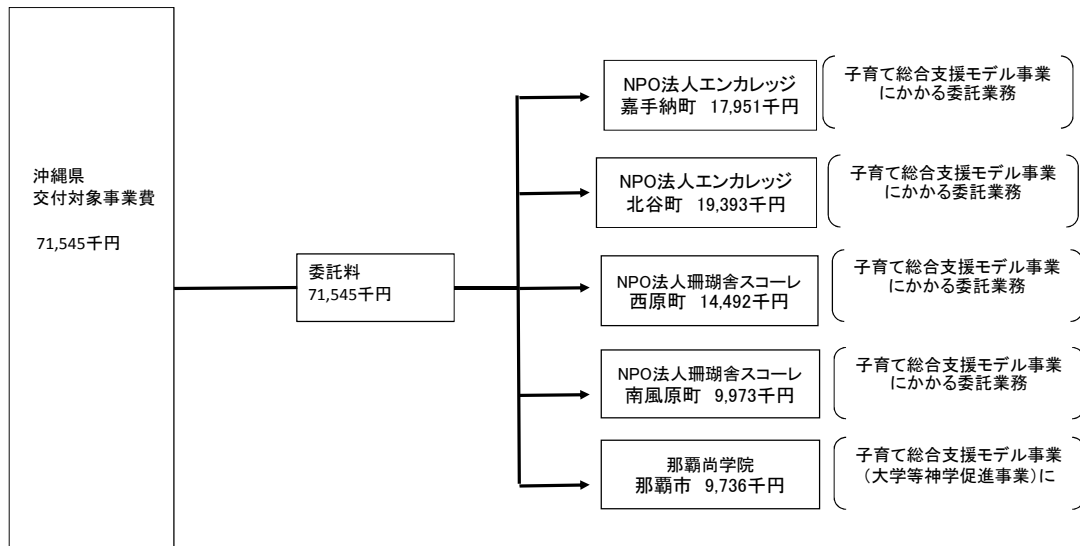 沖縄県
交付対象事業費
71,545千円
委託料
71,545千円
NPO法人エンカレッジ
嘉手納町 17,951千円
子育て総合支援モデル事業
にかかる委託業務
NPO法人エンカレッジ
北谷町 19,393千円
子育て総合支援モデル事業
にかかる委託業務
NPO法人珊瑚舎スコーレ
西原町 14,492千円
子育て総合支援モデル事業
にかかる委託業務
NPO法人珊瑚舎スコーレ
南風原町 9,973千円
子育て総合支援モデル事業
にかかる委託業務
那覇尚学院
那覇市 9,736千円
子育て総合支援モデル事業
（大学等神学促進事業）に